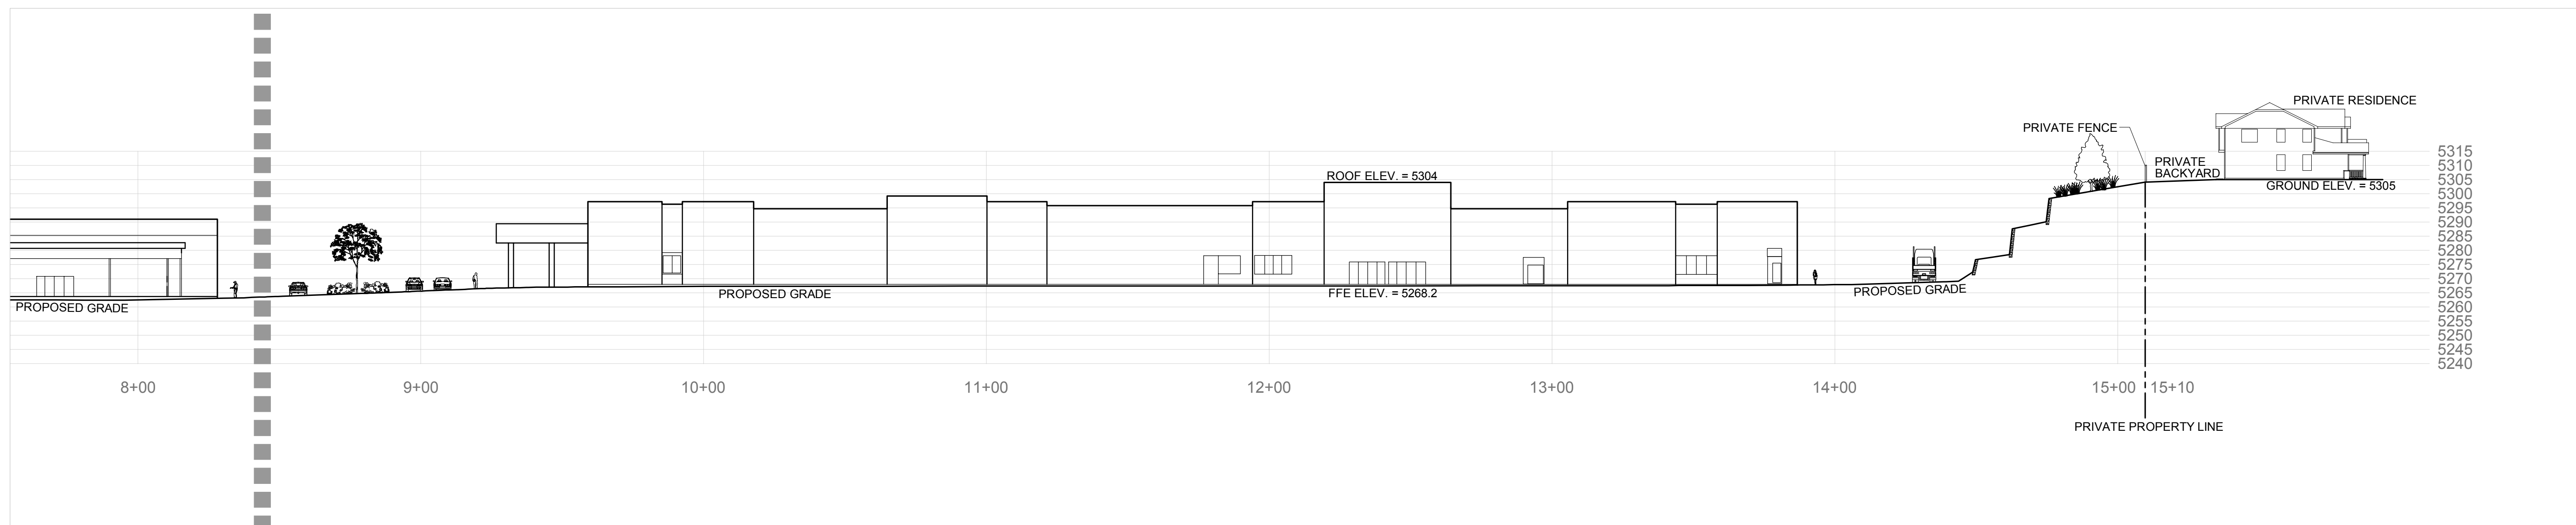 PRIVATE RESIDENCE
PRIVATE FENCE
PRIVATE
BACKYARD
ROOF ELEV. = 5304
GROUND ELEV. = 5305
5315
5310
5305
5300
5295
5290
5285
5280
5275
5270
5265
5260
5255
5250
5245
5240
PROPOSED GRADE
PROPOSED GRADE
FFE ELEV. = 5268.2
PROPOSED GRADE
8+00
9+00
10+00
11+00
12+00
13+00
14+00
15+00
15+10
PRIVATE PROPERTY LINE